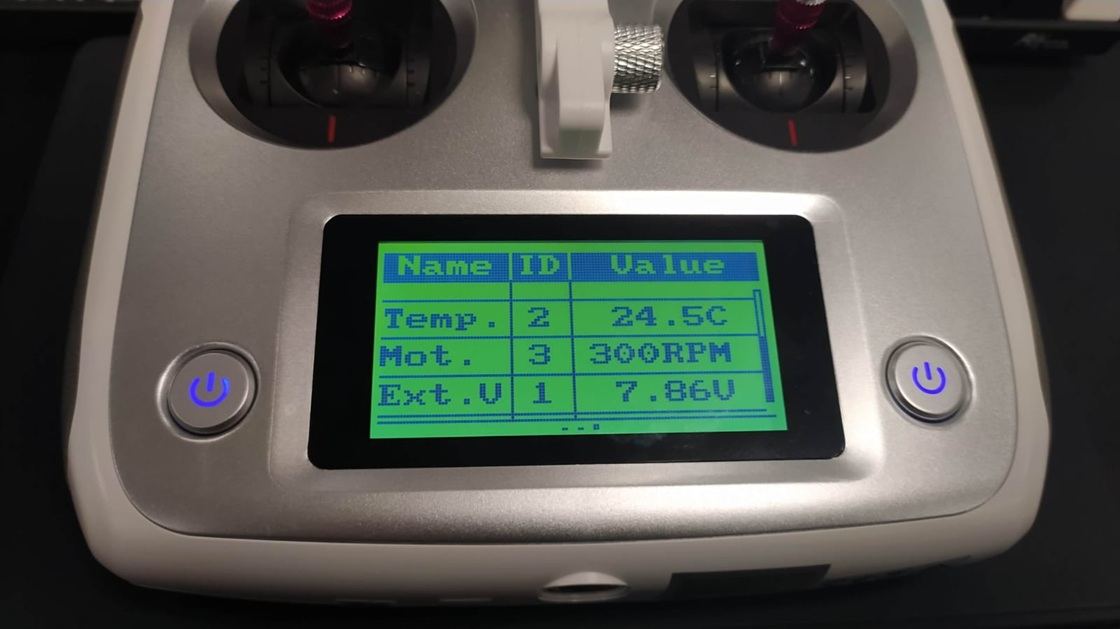 Name ID Value
Temp. 2 24.5C
Mot. 3 300RPM
Ext.V 1 7.86V